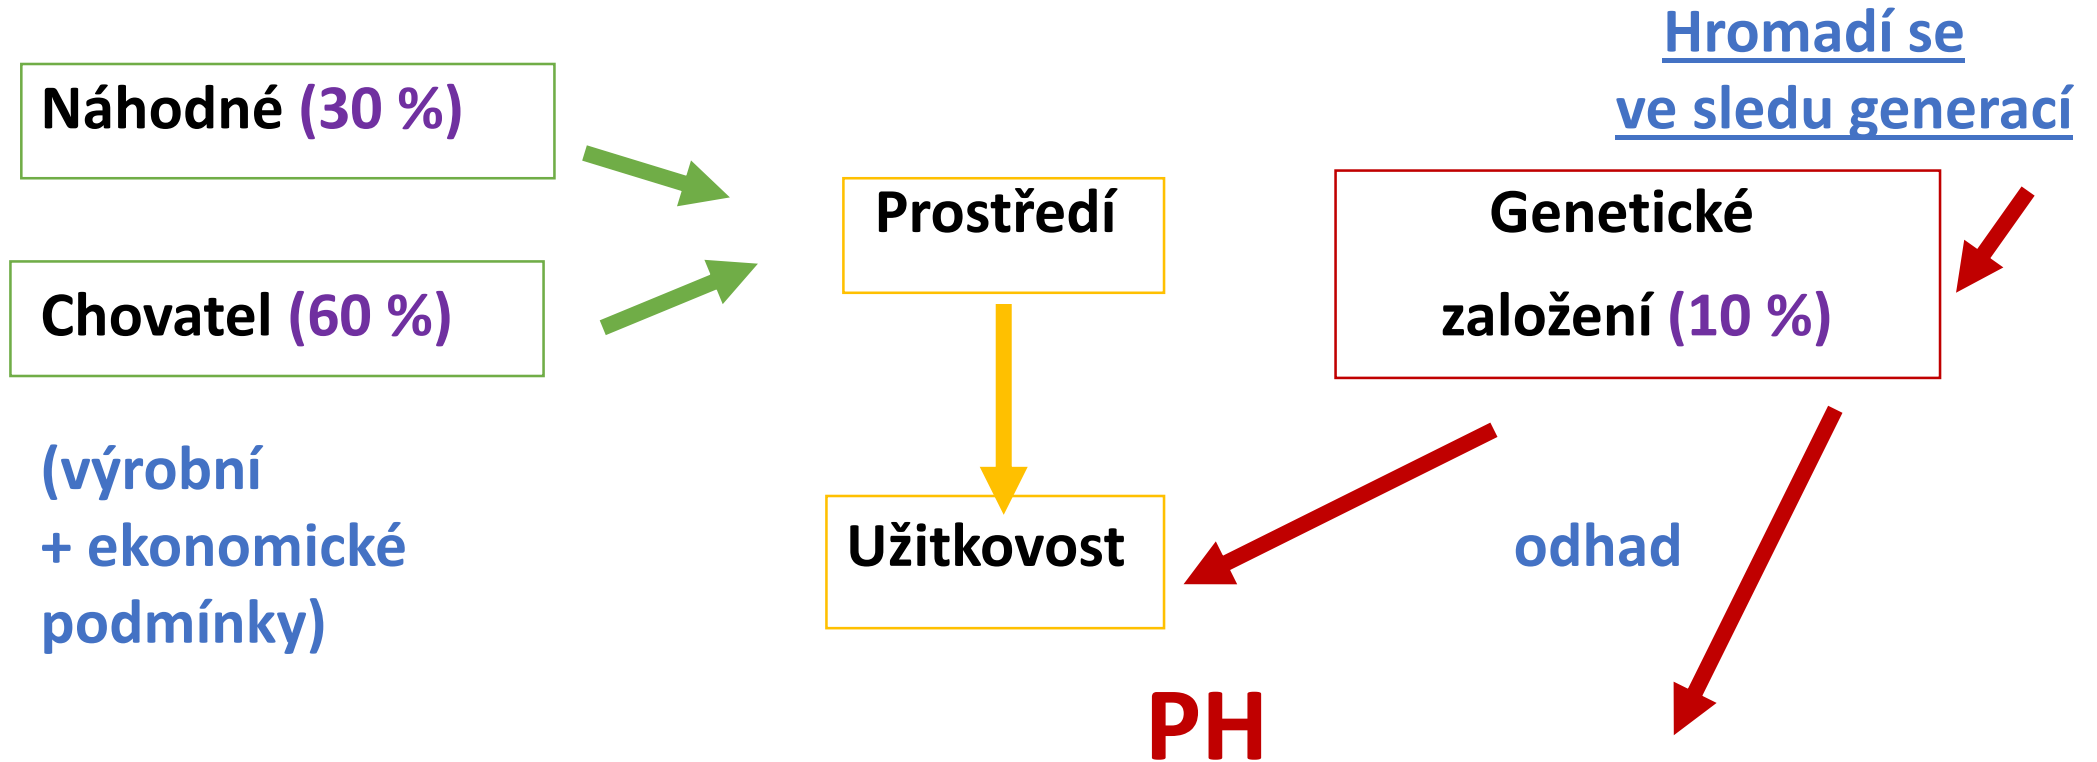 Hromadí se
ve sledu generací
Náhodné (30 %)
Prostředí
Genetické
založení (10 %)
Chovatel (60 %)
(výrobní
+ ekonomické
podmínky)
Užitkovost
odhad
PH